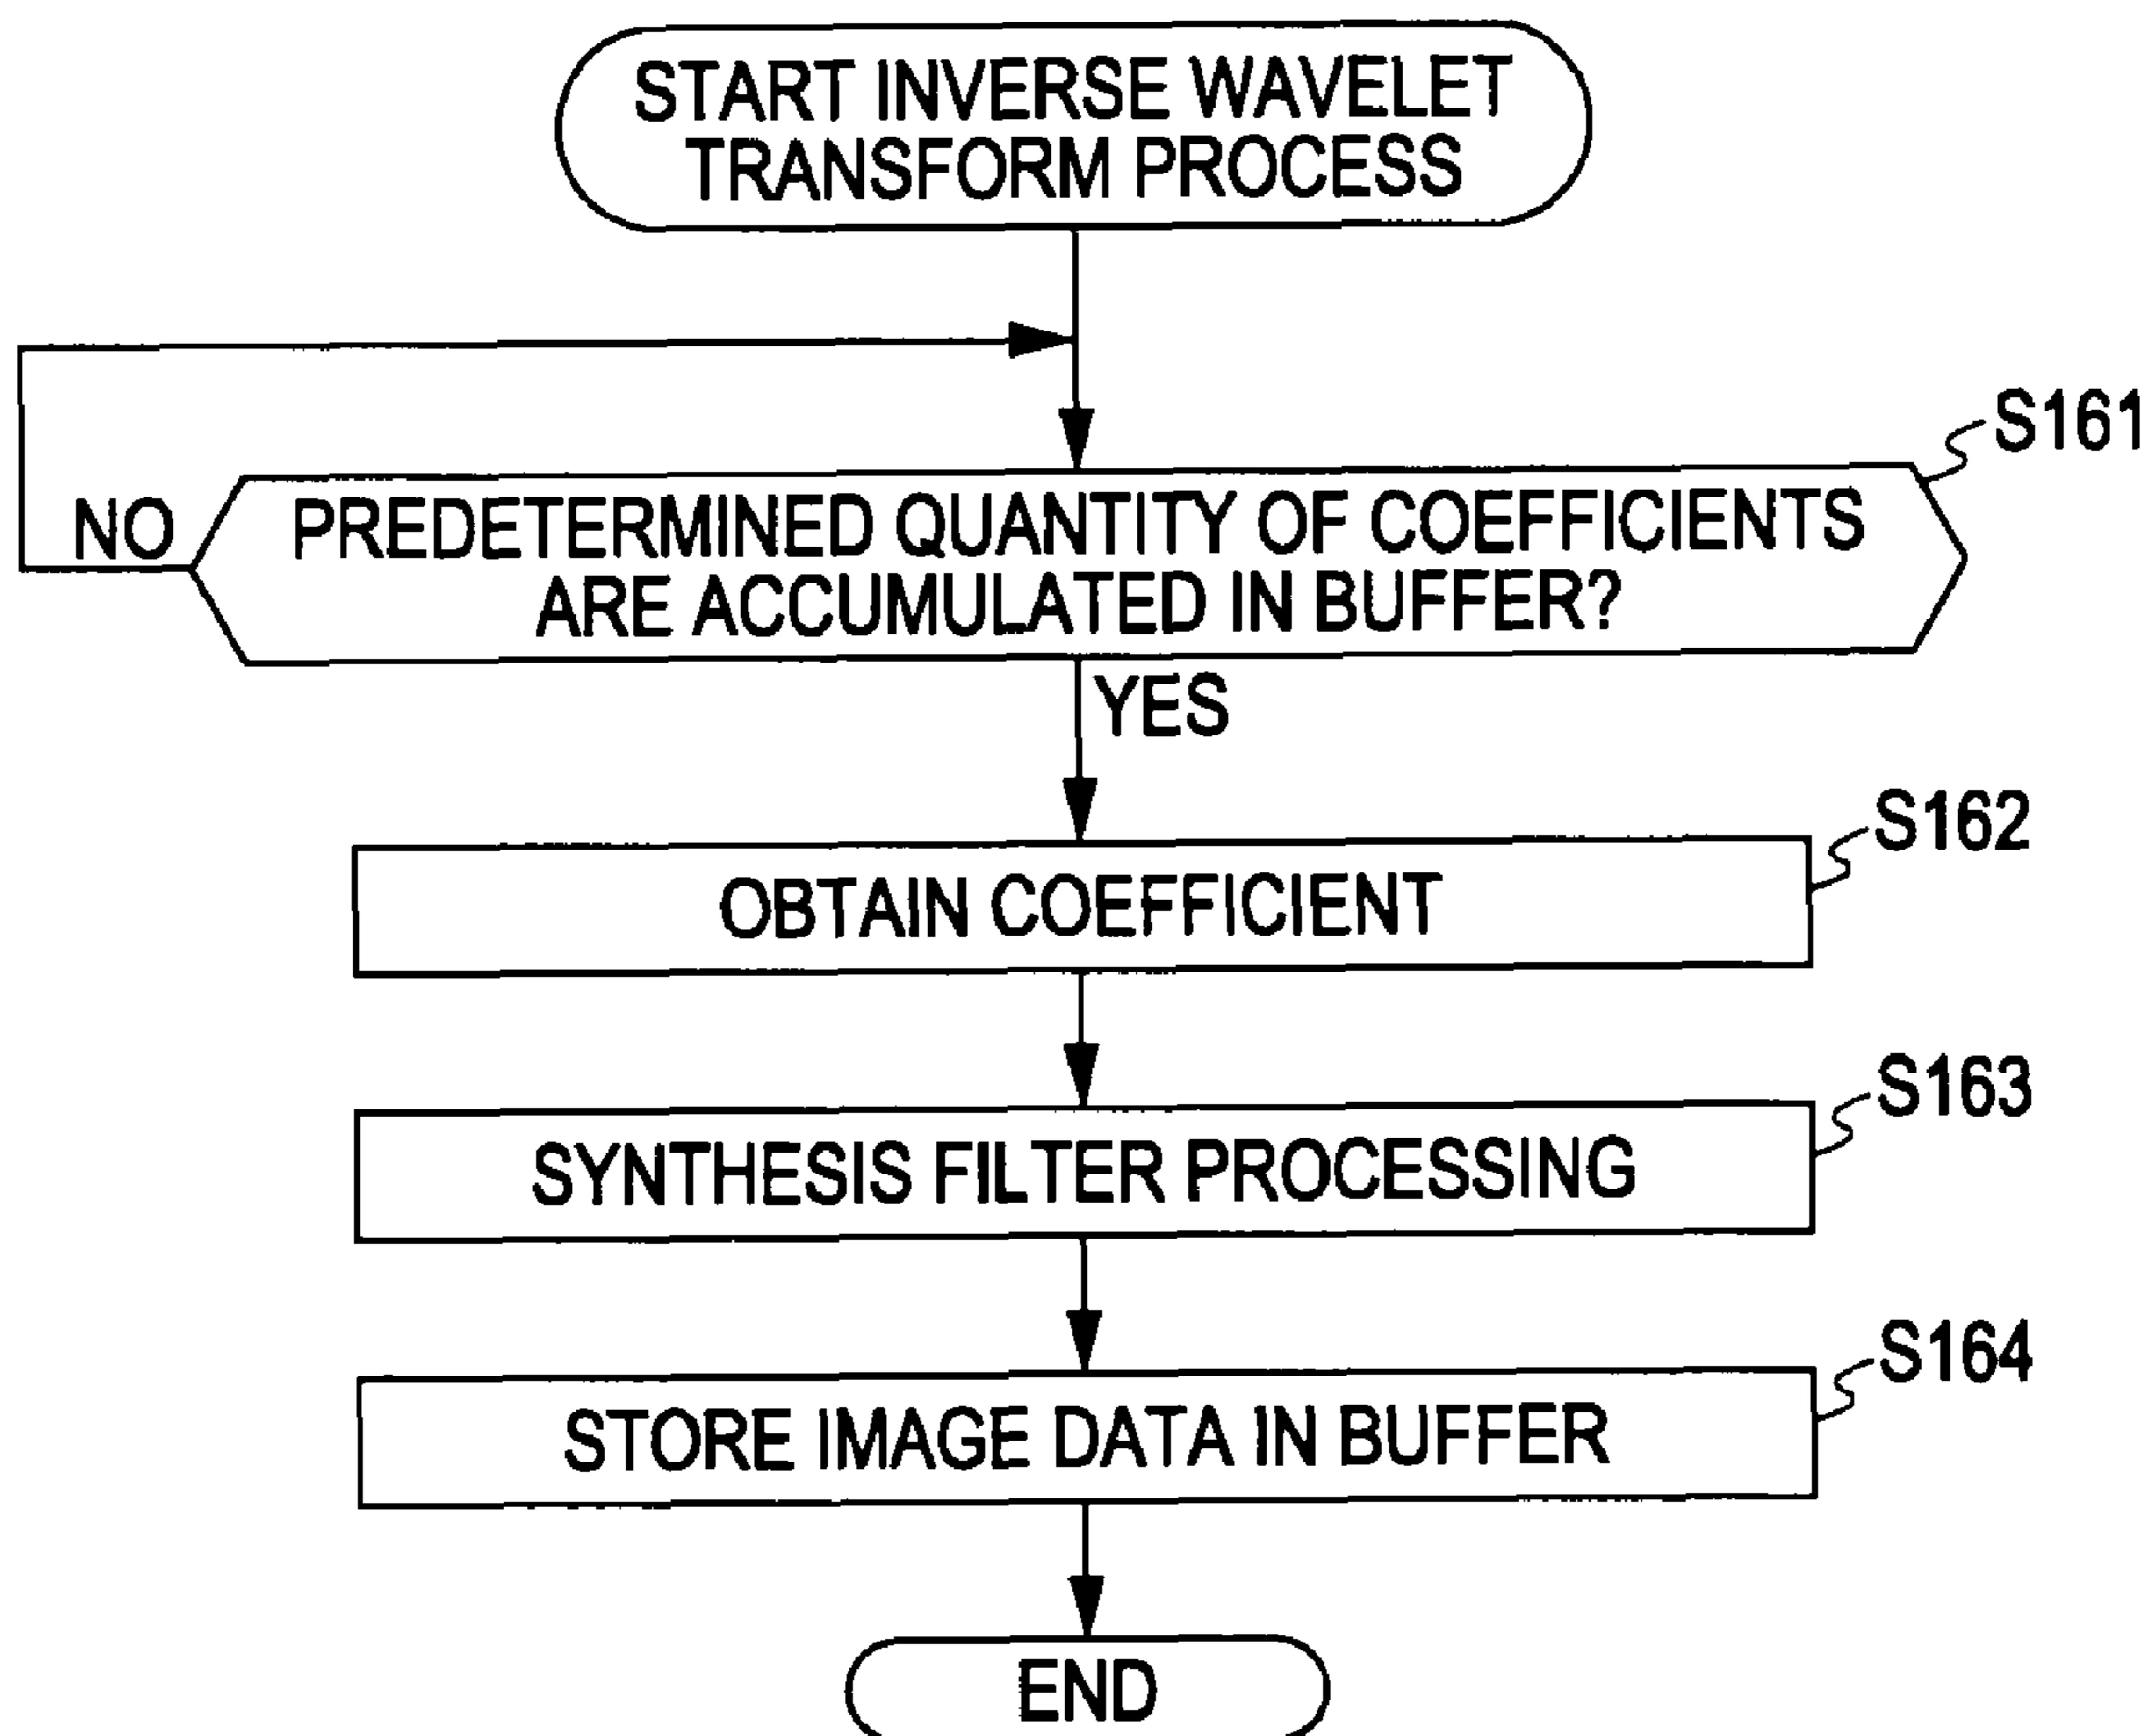 START INVERSE WAVELET
TRANSFORM PROCESS
S161
NO
PREDETERMINED QUANTITY OF COEFFICIENTS
ARE ACCUMULATED IN BUFFER?
YES
S162
OBTAIN COEFFICIENT
S163
SYNTHESIS FILTER PROCESSING
S164
STORE IMAGE DATA IN BUFFER
END